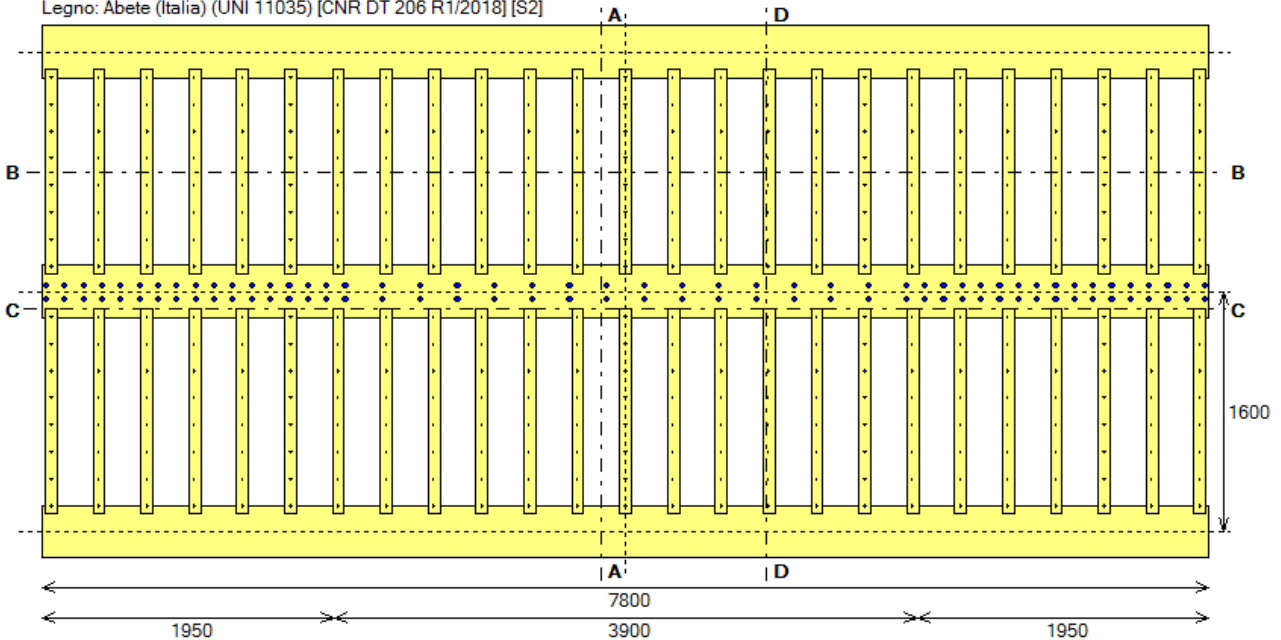 Legno: Abete (Italia) (UNI 11035) [CNR DT 206 R1/2018] [S2]
A D
B B
C C
1600
A D
7800
1950 3900 1950